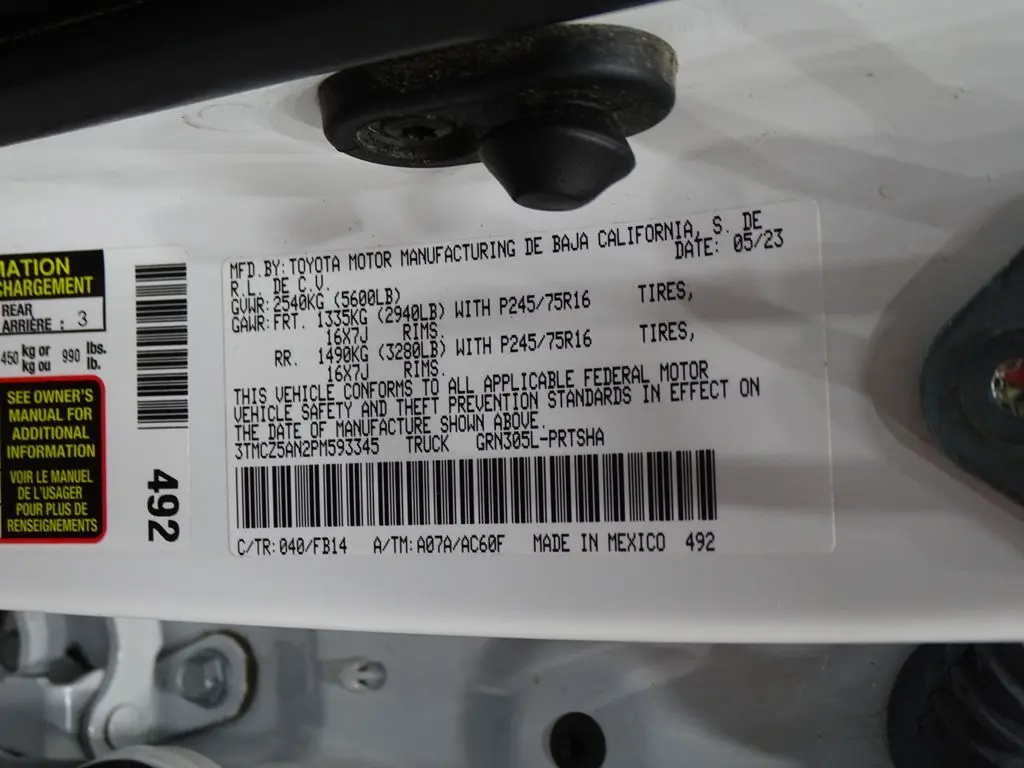 MATION
CHARGEMENT
REAR
ARRIÈRE : 3
450 kg or kg ou 990 lbs. lb.
SEE OWNER'S
MANUAL FOR
ADDITIONAL
INFORMATION
VOIR LE MANUEL
DE L'USAGER
POUR PLUS DE
RENSEIGNEMENTS
492
MFD.BY:TOYOTA MOTOR MANUFACTURING DE BAJA CALIFORNIA, S. DE
R.L. DE C.V. DATE: 05/23
GVWR:2540KG (5600LB)
GAWR:FRT. 1335KG (2940LB) WITH P245/75R16 TIRES,
16X7J RIMS.
RR. 1490KG (3280LB) WITH P245/75R16 TIRES,
16X7J RIMS.
THIS VEHICLE CONFORMS TO ALL APPLICABLE FEDERAL MOTOR
VEHICLE SAFETY AND THEFT PREVENTION STANDARDS IN EFFECT ON
THE DATE OF MANUFACTURE SHOWN ABOVE.
3TMCZ5AN2PM593345 TRUCK GRN305L-PRTSHA
C/TR:040/FB14 A/TM:A07A/AC60F MADE IN MEXICO 492